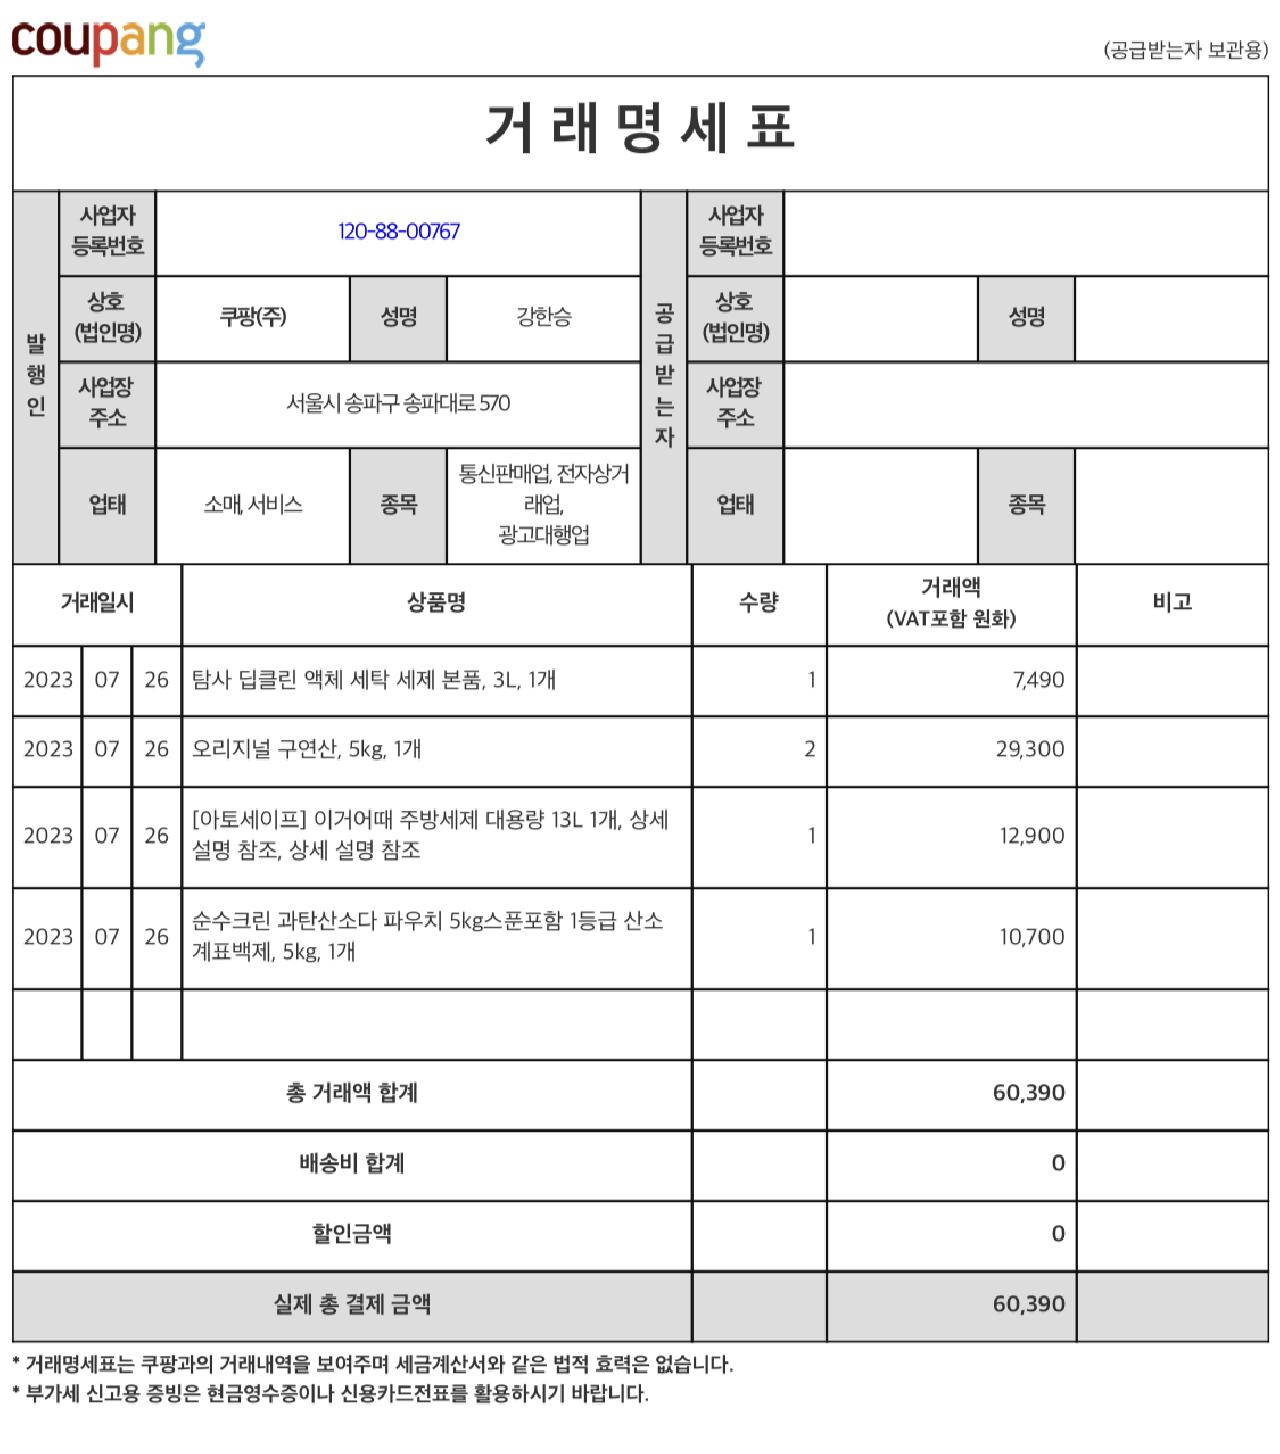 coupang
(공급받는자 보관용)
거래명세표
발행인
사업자
등록번호
120-88-00767
상호
(법인명)
쿠팡(주)
성명
강한승
사업장
주소
서울시 송파구 송파대로 570
업태
소매, 서비스
종목
통신판매업, 전자상거
래업,
광고대행업
공급받는자
사업자
등록번호
상호
(법인명)
성명
사업장
주소
업태
종목
거래일시 상품명 수량 거래액
(VAT포함 원화) 비고
2023 07 26 탐사 딥클린 액체 세탁 세제 본품, 3L, 1개 1 7,490
2023 07 26 오리지널 구연산, 5kg, 1개 2 29,300
2023 07 26 [아토세이프] 이거어때 주방세제 대용량 13L 1개, 상세
설명 참조, 상세 설명 참조 1 12,900
2023 07 26 순수크린 과탄산소다 파우치 5kg스푼포함 1등급 산소
계표백제, 5kg, 1개 1 10,700
총 거래액 합계 60,390
배송비 합계 0
할인금액 0
실제 총 결제 금액 60,390
* 거래명세표는 쿠팡과의 거래내역을 보여주며 세금계산서와 같은 법적 효력은 없습니다.
* 부가세 신고용 증빙은 현금영수증이나 신용카드전표를 활용하시기 바랍니다.